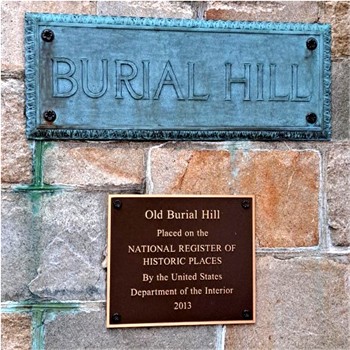 BURIAL HILL
Old Burial Hill
Placed on the
NATIONAL REGISTER OF
HISTORIC PLACES
By the United States
Department of the Interior
2013